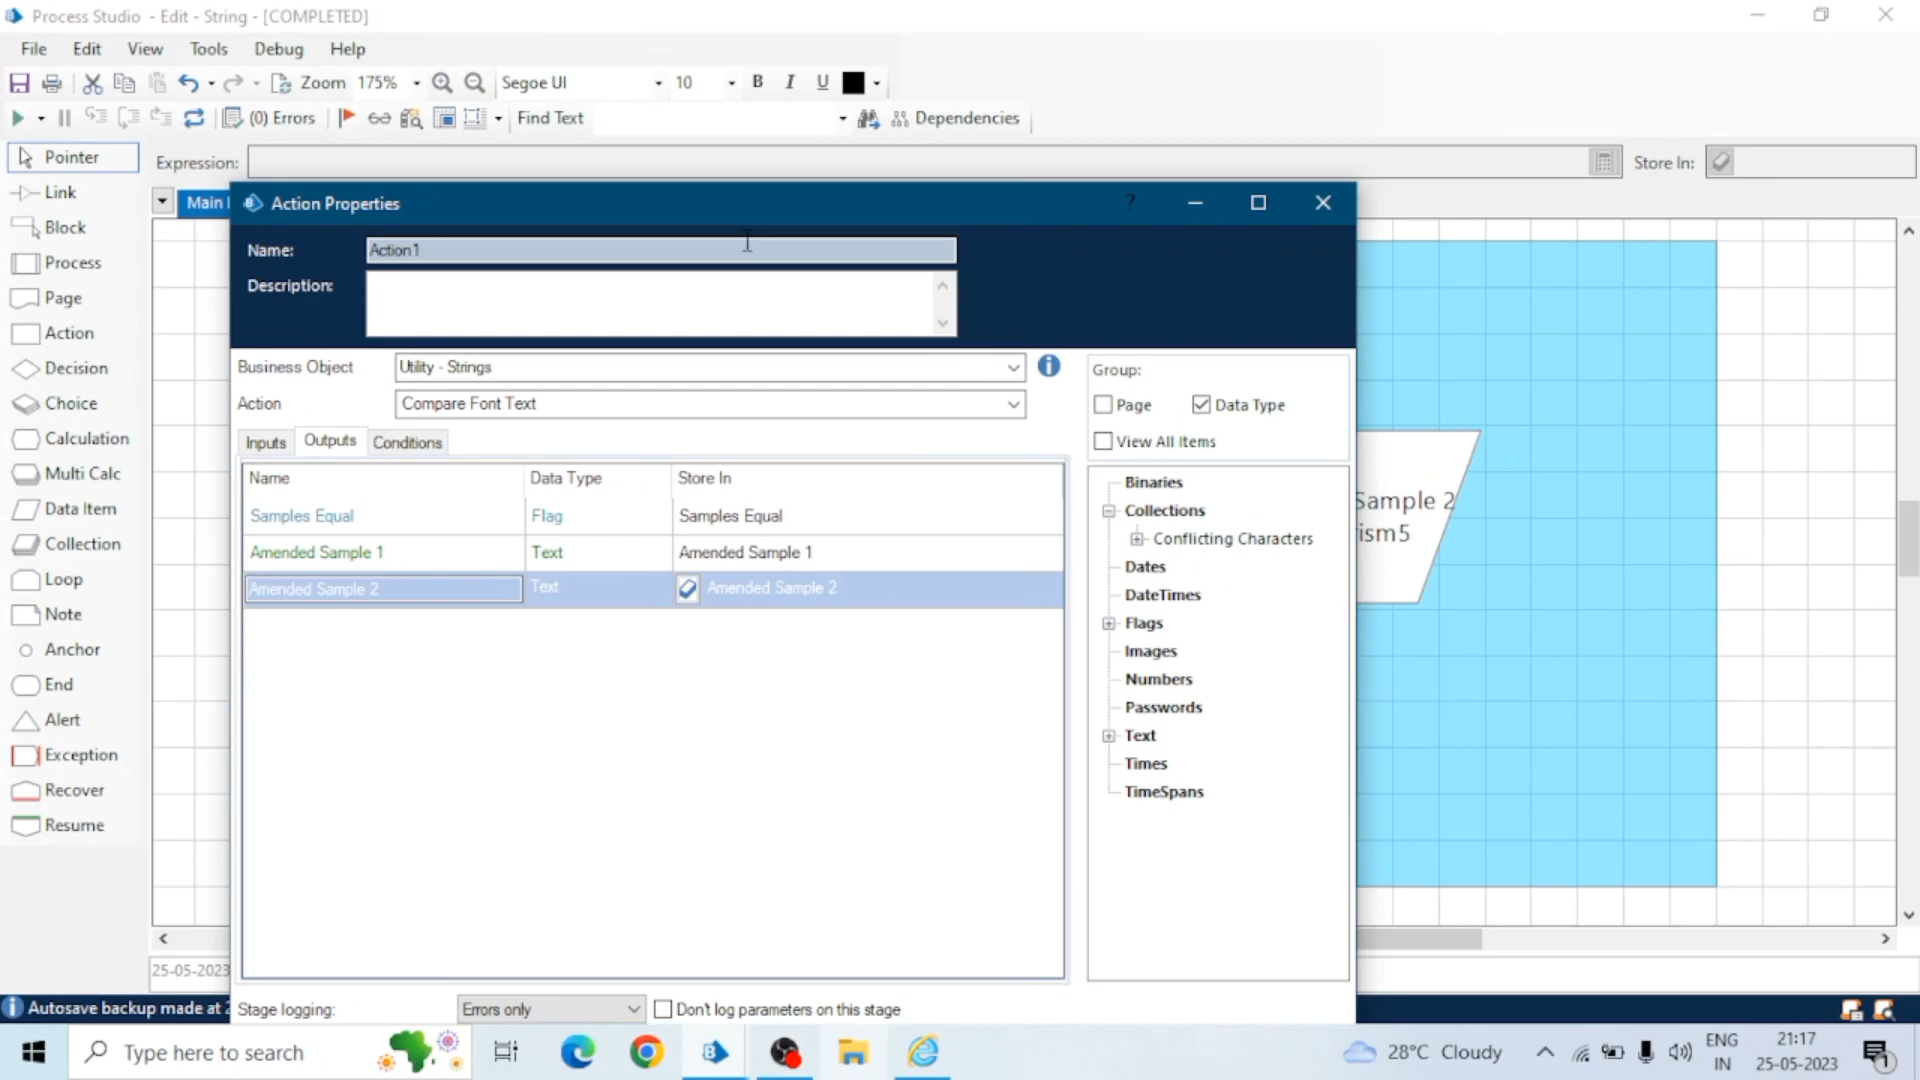 Process Studio - Edit - String - [COMPLETED]
File Edit View Tools Debug Help
Zoom 175% Segoe UI 10 B I U
(0) Errors Find Text Dependencies
Pointer
Link
Block
Process
Page
Action
Decision
Choice
Calculation
Multi Calc
Data Item
Collection
Loop
Note
Anchor
End
Alert
Exception
Recover
Resume
Expression: Store In:
Main
Action Properties ?
Name: Action1
Description:
Business Object Utility - Strings
Action Compare Font Text
Inputs Outputs Conditions
Name Data Type Store In
Samples Equal Flag Samples Equal
Amended Sample 1 Text Amended Sample 1
Amended Sample 2 Text Amended Sample 2
Group:
Page Data Type
View All Items
Binaries
Collections
Conflicting Characters
Dates
DateTimes
Flags
Images
Numbers
Passwords
Text
Times
TimeSpans
Sample 2
ism5
25-05-2023
Stage logging: Errors only Don't log parameters on this stage
Autosave backup made at 2
Type here to search
28°C Cloudy
ENG
IN
21:17
25-05-2023
1